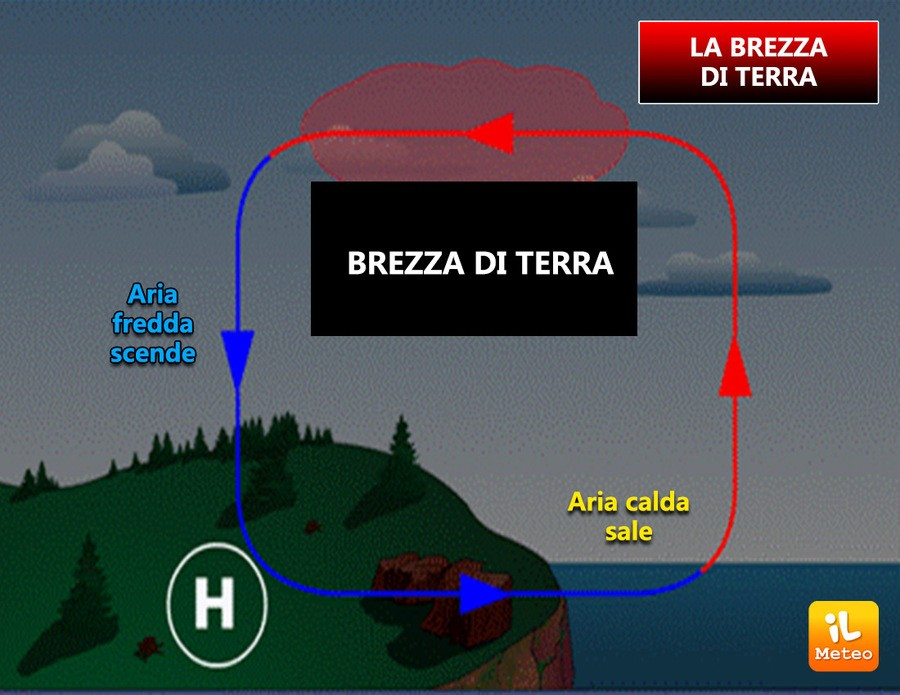 LA BREZZA
DI TERRA
BREZZA DI TERRA
Aria
fredda
scende
Aria calda
sale
H
iL
Meteo